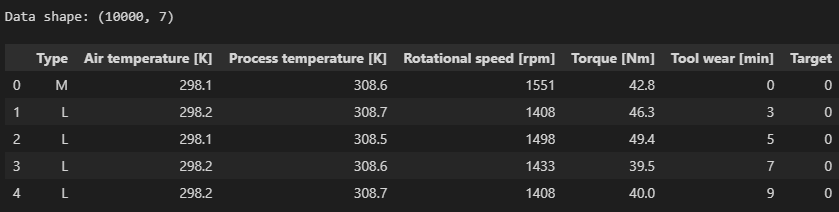 Data shape: (10000, 7)
Type Air temperature [K] Process temperature [K] Rotational speed [rpm] Torque [Nm] Tool wear [min] Target
0 M 298.1 308.6 1551 42.8 0 0
1 L 298.2 308.7 1408 46.3 3 0
2 L 298.1 308.5 1498 49.4 5 0
3 L 298.2 308.6 1433 39.5 7 0
4 L 298.2 308.7 1408 40.0 9 0